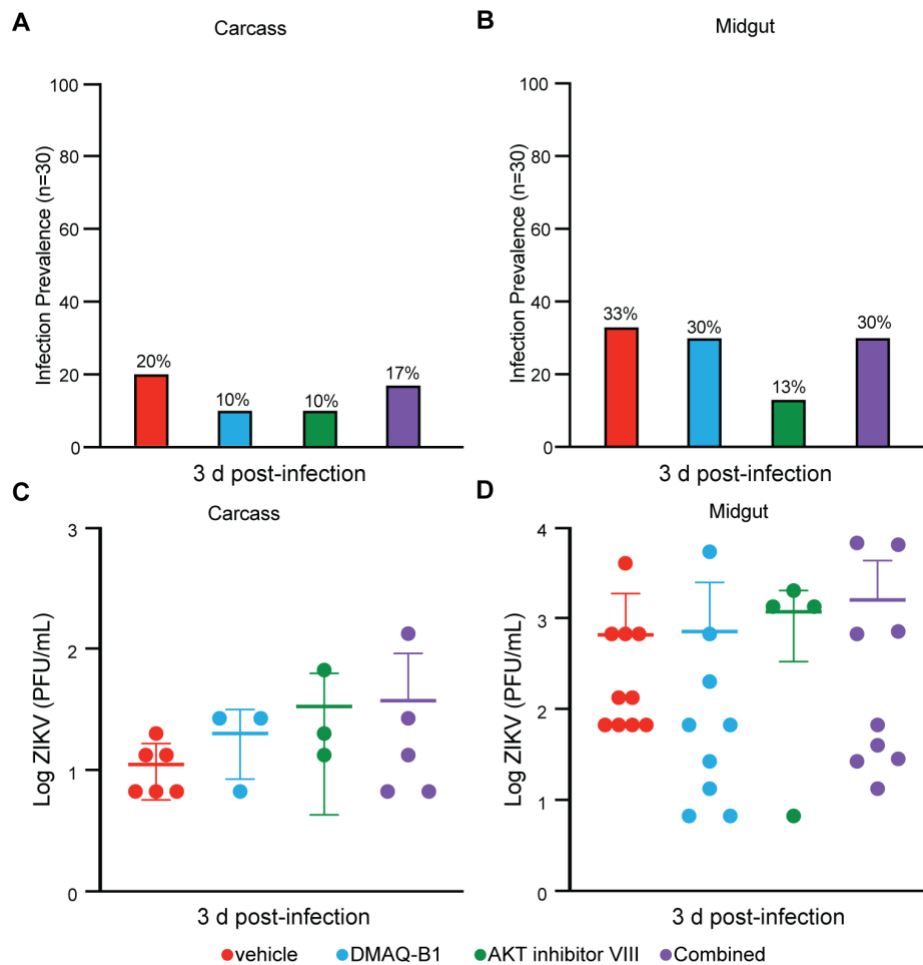 A
Carcass
Infection Prevalence (n=30)
100
80
60
40
20
0
20%
10%
10%
17%
3 d post-infection
B
Midgut
Infection Prevalence (n=30)
100
80
60
40
20
0
33%
30%
13%
30%
3 d post-infection
C
Carcass
Log ZIKV (PFU/mL)
3
2
1
0
3 d post-infection
D
Midgut
Log ZIKV (PFU/mL)
4
3
2
1
0
3 d post-infection
vehicle DMAQ-B1 AKT inhibitor VIII Combined